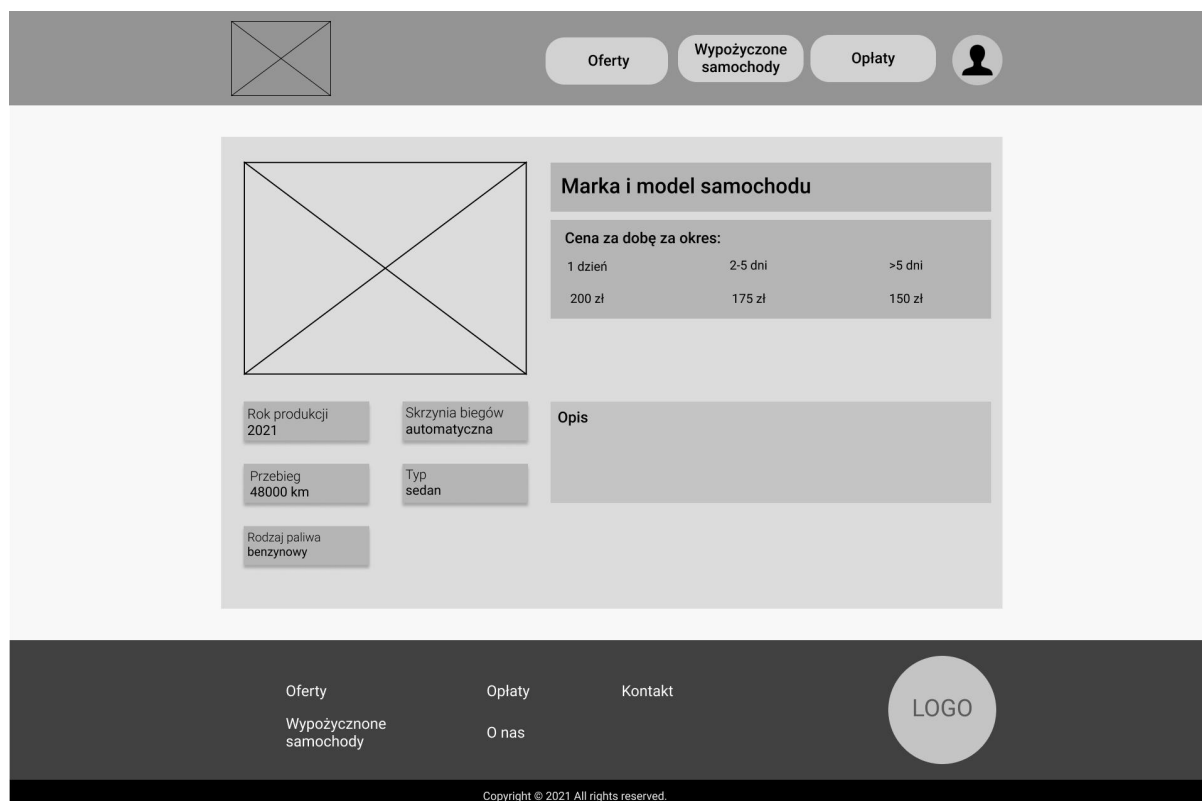 Oferty
Wypożyczone
samochody
Opłaty
Marka i model samochodu
Cena za dobę za okres:
1 dzień 2-5 dni >5 dni
200 zł 175 zł 150 zł
Rok produkcji
2021
Skrzynia biegów
automatyczna
Przebieg
48000 km
Typ
sedan
Rodzaj paliwa
benzynowy
Opis
Oferty
Wypożycznone
samochody
Opłaty
O nas
Kontakt
LOGO
Copyright © 2021 All rights reserved.